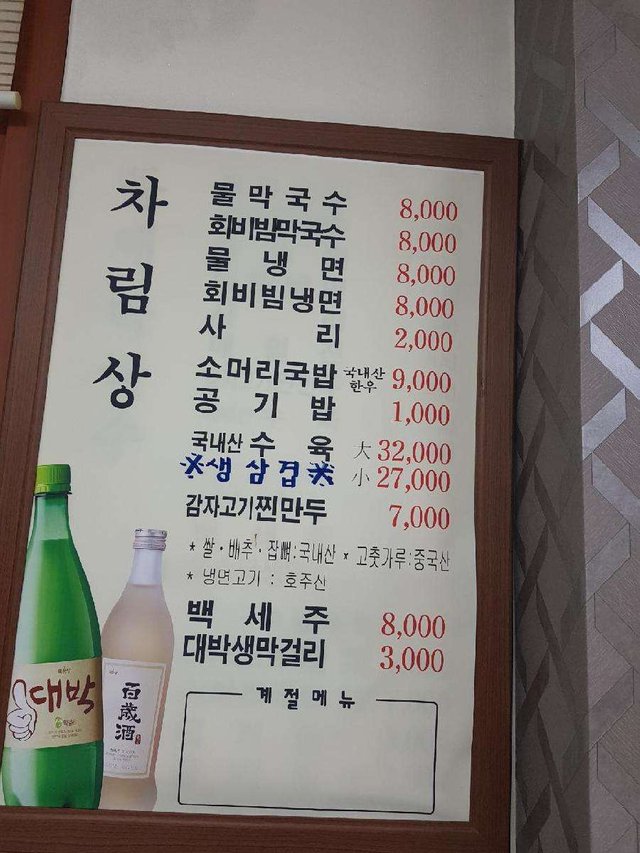 차림상
물막국수 8,000
회비빔막국수 8,000
물냉면 8,000
회비빔냉면 8,000
사리 2,000
소머리국밥 국내산 한우 9,000
공기밥 1,000
국내산 수육 大 32,000
※생삼겹※ 小 27,000
감자고기찐만두 7,000
* 쌀·배추·잡뼈:국내산 * 고춧가루:중국산
* 냉면고기 : 호주산
백세주 8,000
대박생막걸리 3,000
계절메뉴
대박
百歲酒